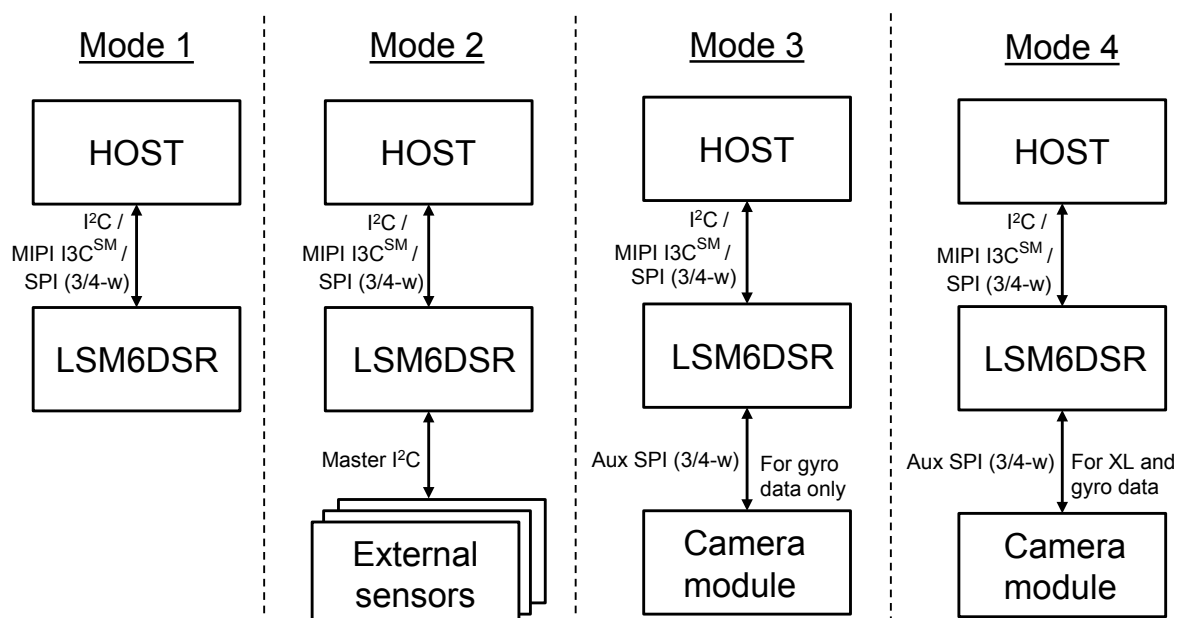 Mode 1
HOST
I²C /
MIPI I3C^SM /
SPI (3/4-w)
LSM6DSR
Mode 2
HOST
I²C /
MIPI I3C^SM /
SPI (3/4-w)
LSM6DSR
Master I²C
External
sensors
Mode 3
HOST
I²C /
MIPI I3C^SM /
SPI (3/4-w)
LSM6DSR
Aux SPI (3/4-w)
For gyro
data only
Camera
module
Mode 4
HOST
I²C /
MIPI I3C^SM /
SPI (3/4-w)
LSM6DSR
Aux SPI (3/4-w)
For XL and
gyro data
Camera
module